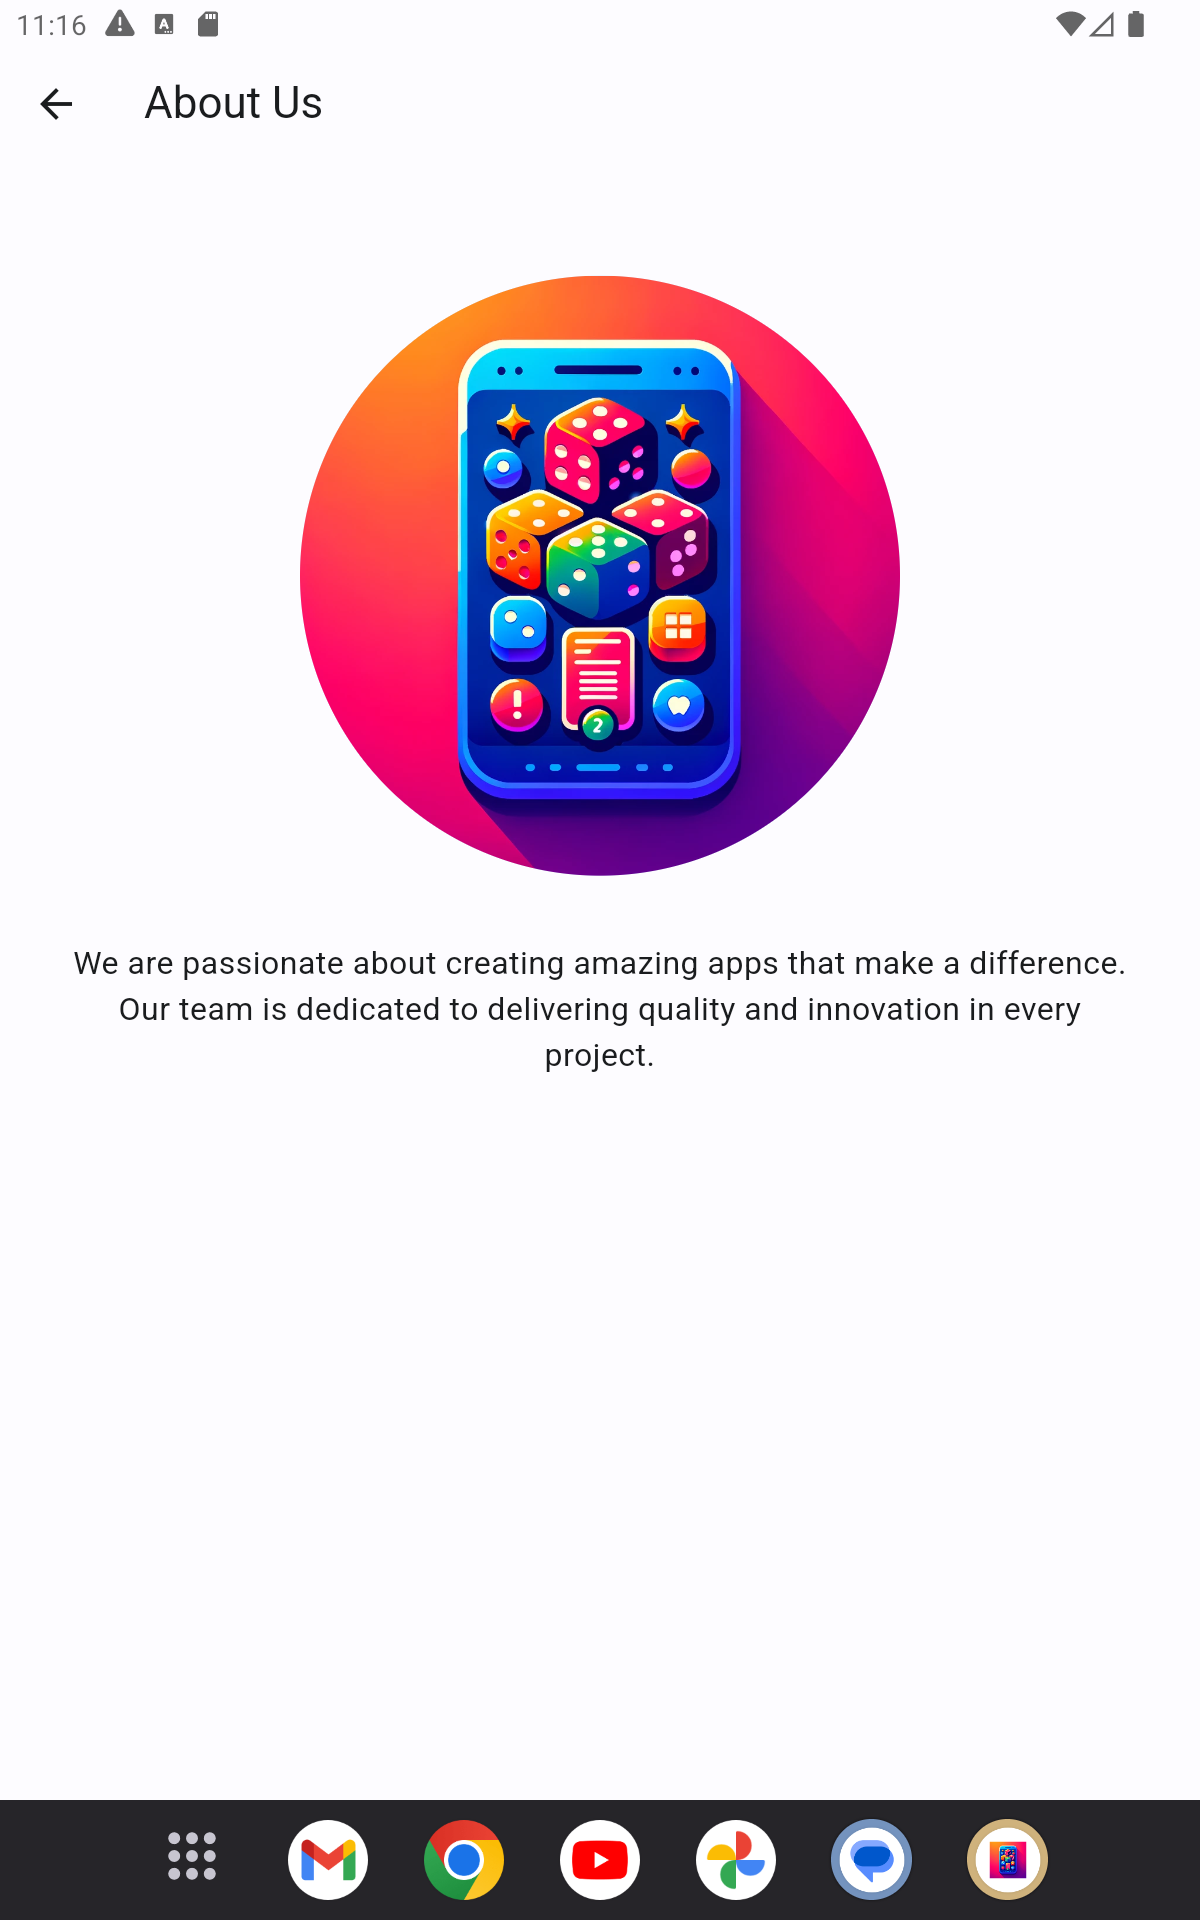 11:16
About Us
2
We are passionate about creating amazing apps that make a difference.
Our team is dedicated to delivering quality and innovation in every
project.